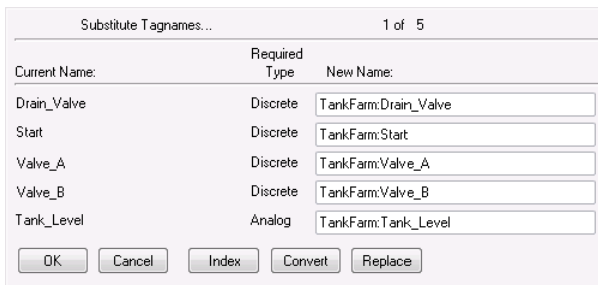 Substitute Tagnames... 1 of 5
Required
Current Name: Type New Name:
Drain_Valve Discrete TankFarm:Drain_Valve
Start Discrete TankFarm:Start
Valve_A Discrete TankFarm:Valve_A
Valve_B Discrete TankFarm:Valve_B
Tank_Level Analog TankFarm:Tank_Level
OK Cancel Index Convert Replace